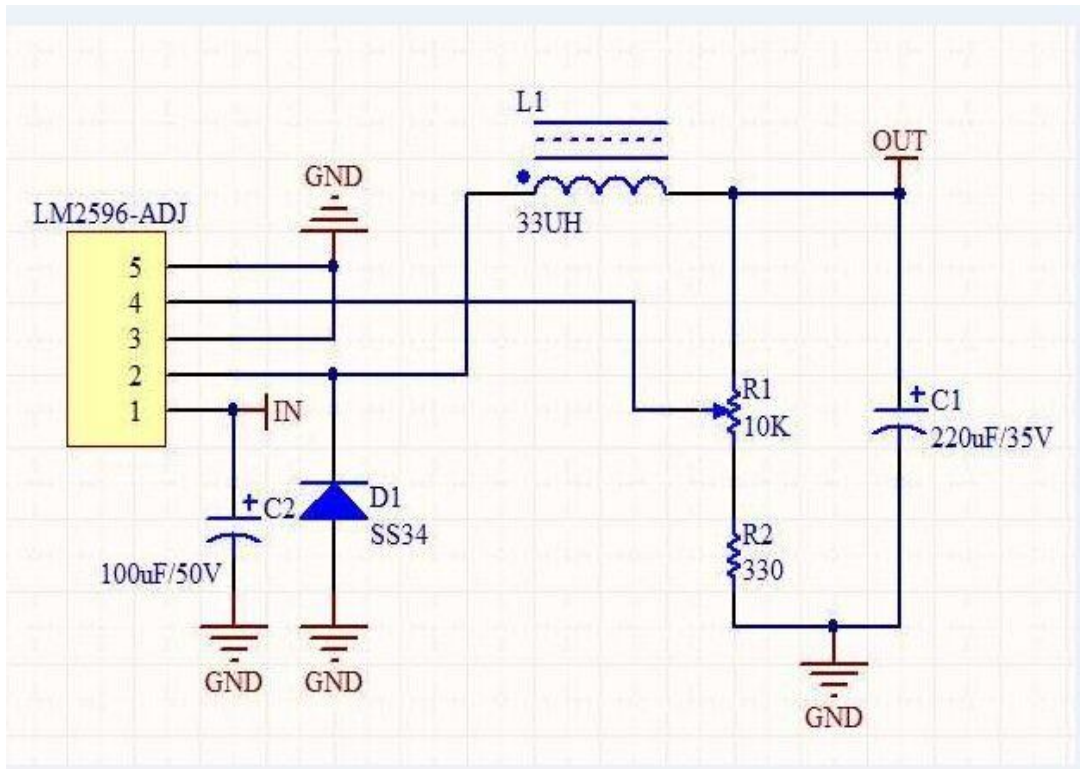 L1
OUT
GND
LM2596-ADJ
33UH
5
4
3
2
1
IN
R1
10K
C1
220uF/35V
C2
D1
SS34
100uF/50V
R2
330
GND
GND
GND